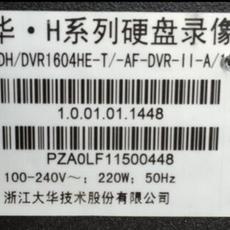 华·H系列硬盘录像
DH/DVR1604HE-T/-AF-DVR-II-A/
1.0.01.01.1448
PZA0LF11500448
100-240V~; 220W; 50Hz
浙江大华技术股份有限公司